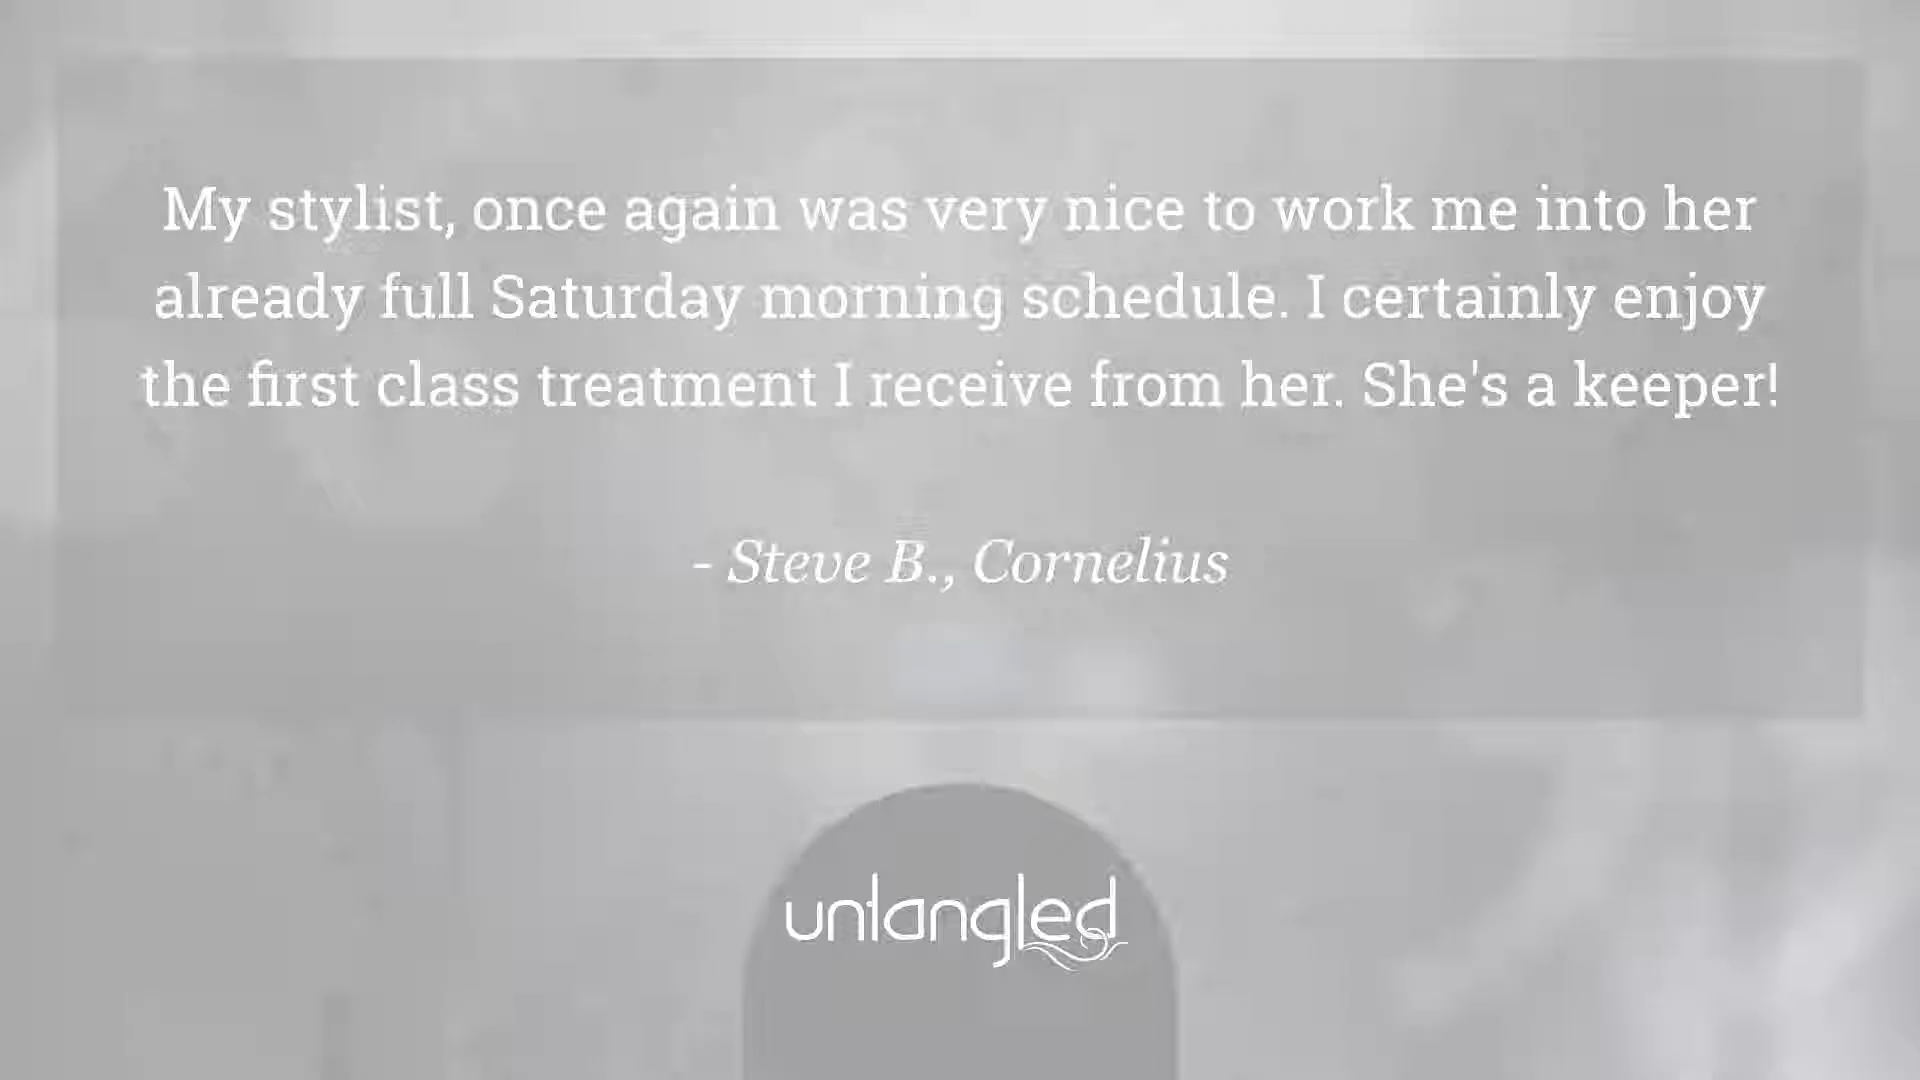 My stylist, once again was very nice to work me into her
already full Saturday morning schedule. I certainly enjoy
the first class treatment I receive from her. She's a keeper!
- Steve B., Cornelius
untangled